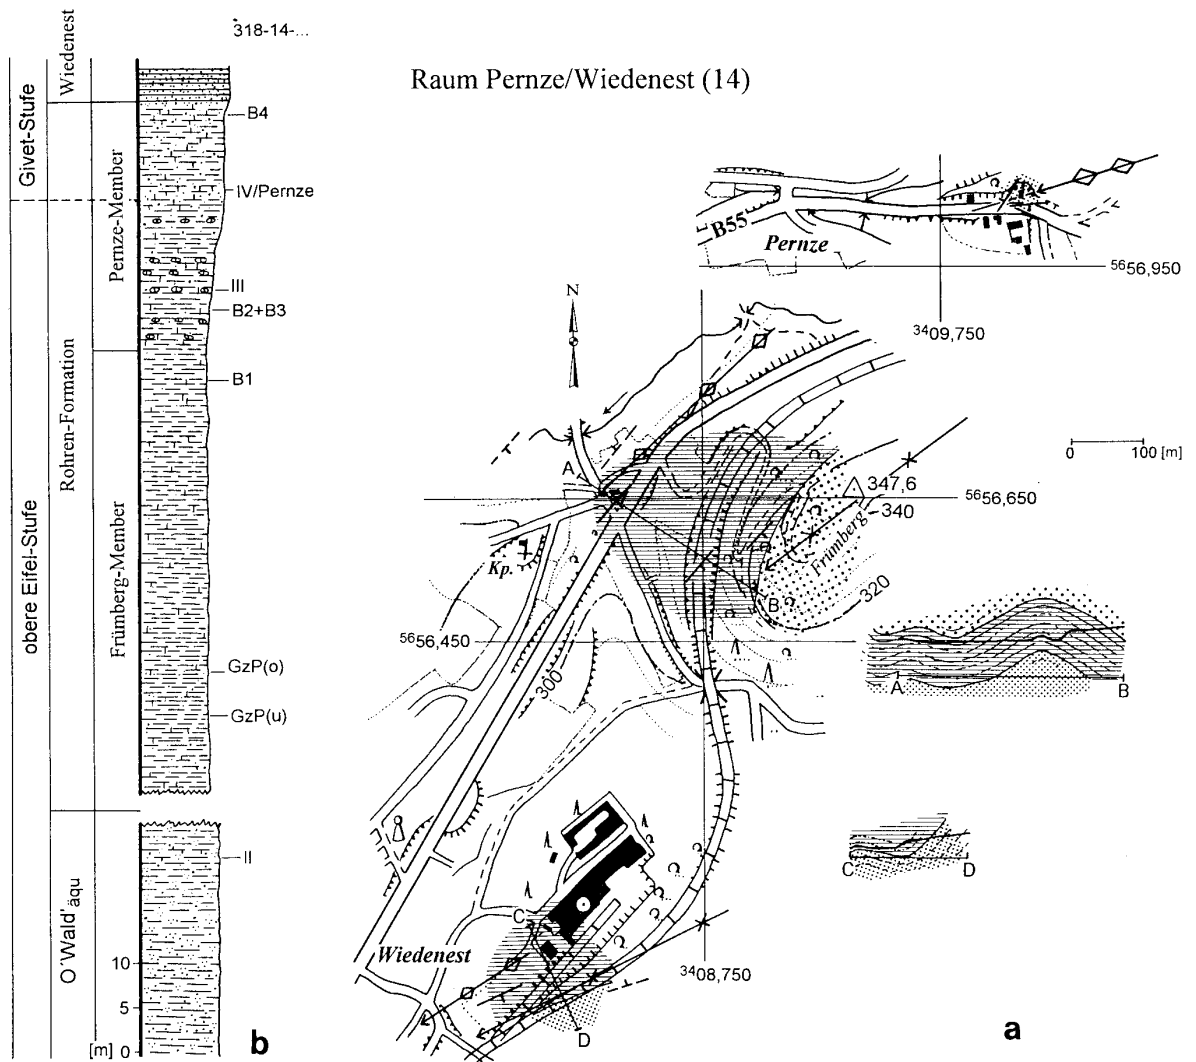 318-14-...
Wiedenest
Givet-Stufe
obere Eifel-Stufe
Pernze-Member
Rohren-Formation
Frümberg-Member
O'Wald'äqu
B4
IV/Pernze
III
B2+B3
B1
GzP(o)
GzP(u)
II
10
5
[m] 0
b
Raum Pernze/Wiedenest (14)
B55
Pernze
5656,950
3409,750
N
0 100 [m]
A
347,6
5656,650
340
Frümberg
Kp.
B
320
5656,450
300
A B
C D
C
Wiedenest
3408,750
D
a